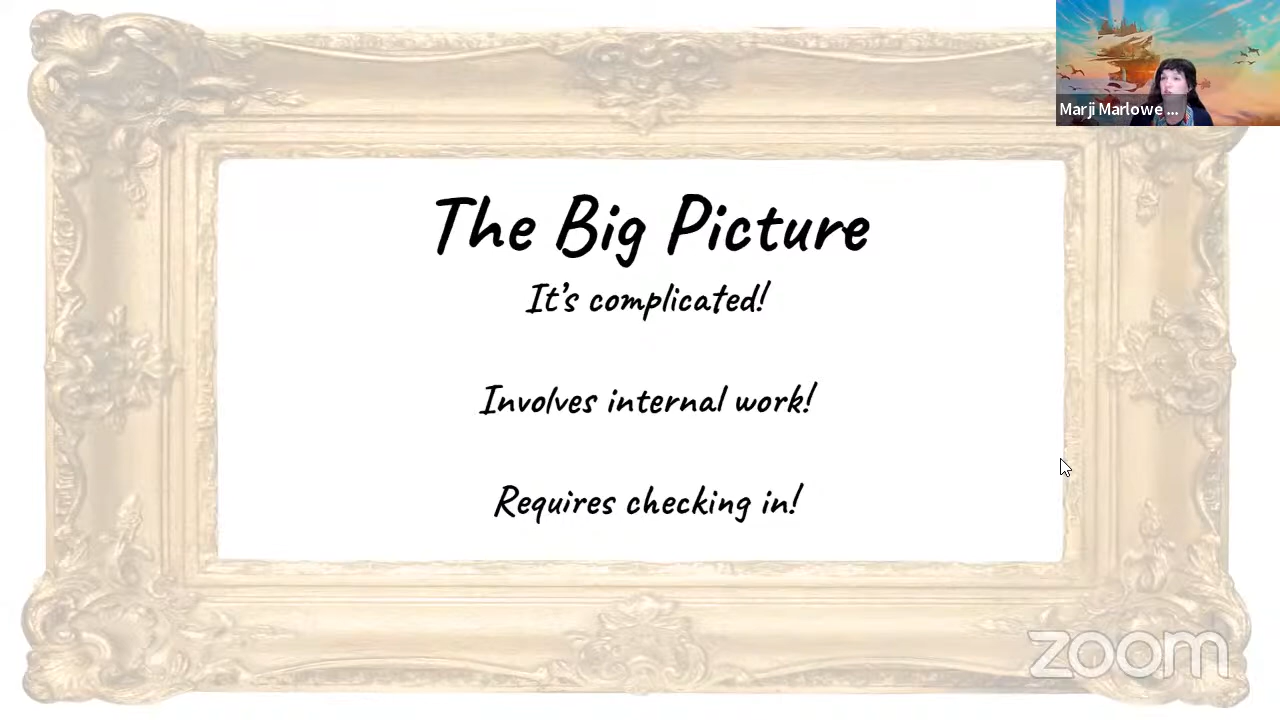 Marji Marlowe ...
The Big Picture
It's complicated!
Involves internal work!
Requires checking in!
zoom